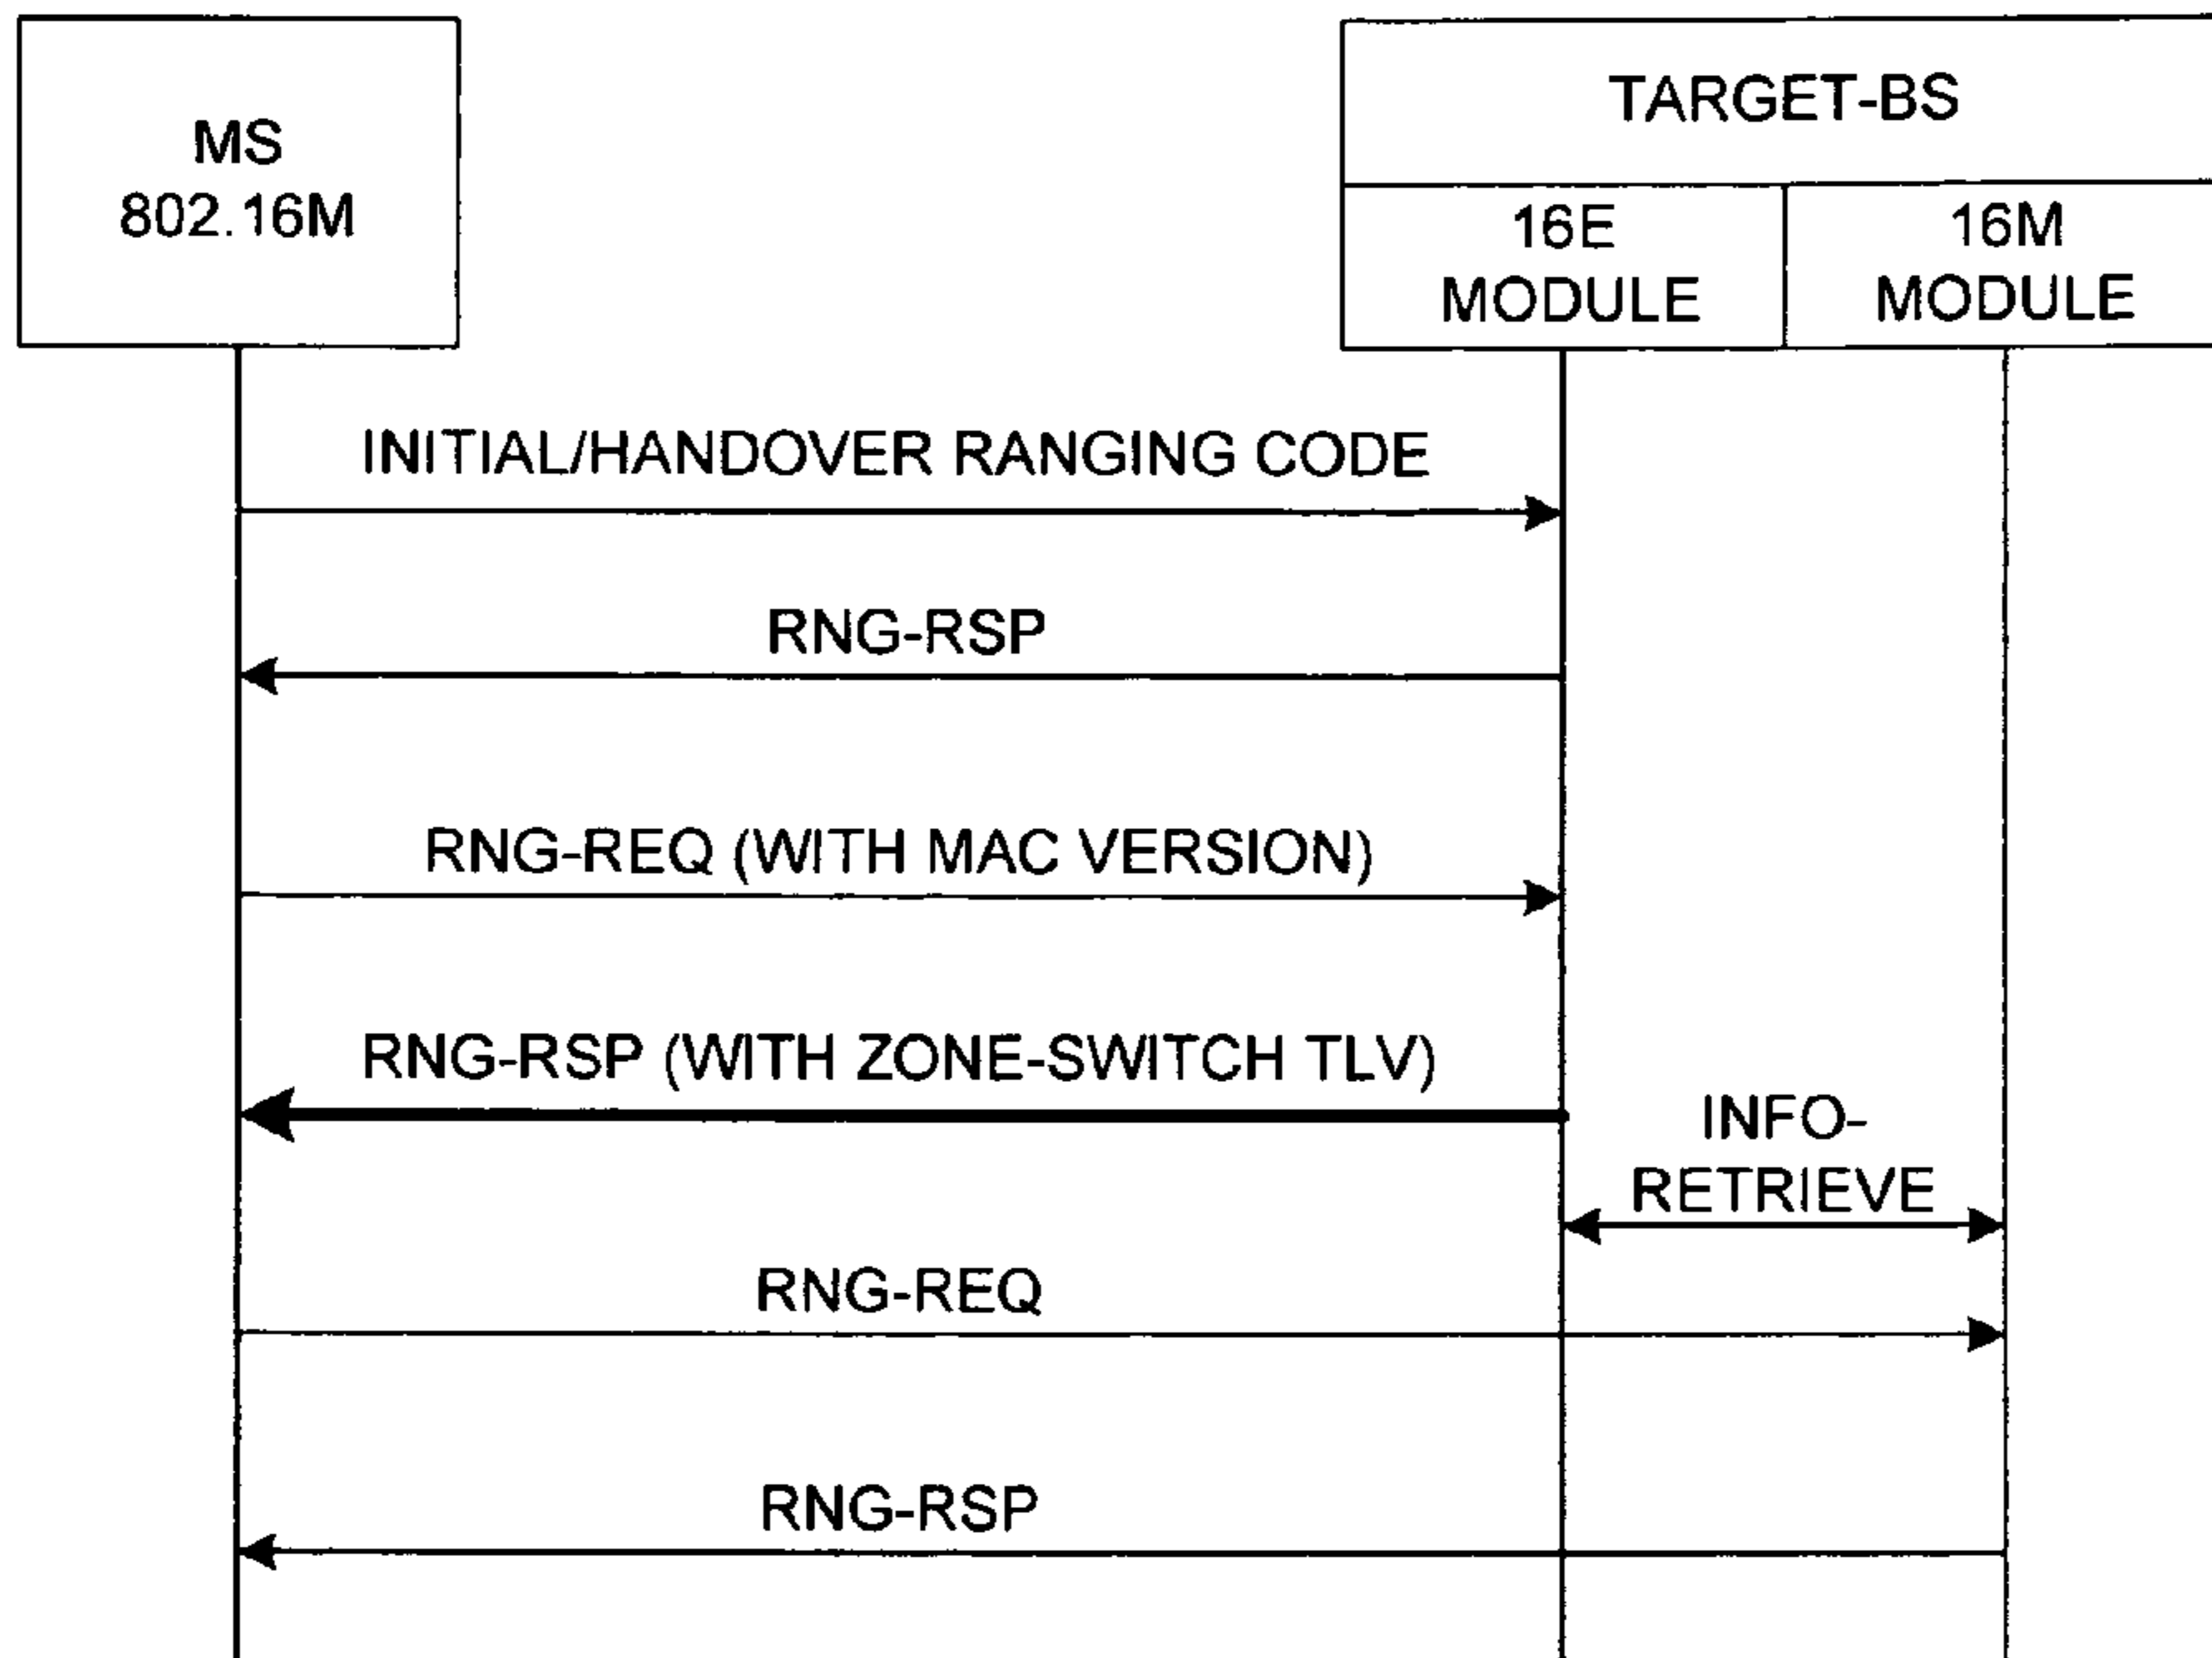 MS
802.16M
TARGET-BS
16E
MODULE
16M
MODULE
INITIAL/HANDOVER RANGING CODE
RNG-RSP
RNG-REQ (WITH MAC VERSION)
RNG-RSP (WITH ZONE-SWITCH TLV)
INFO-
RETRIEVE
RNG-REQ
RNG-RSP